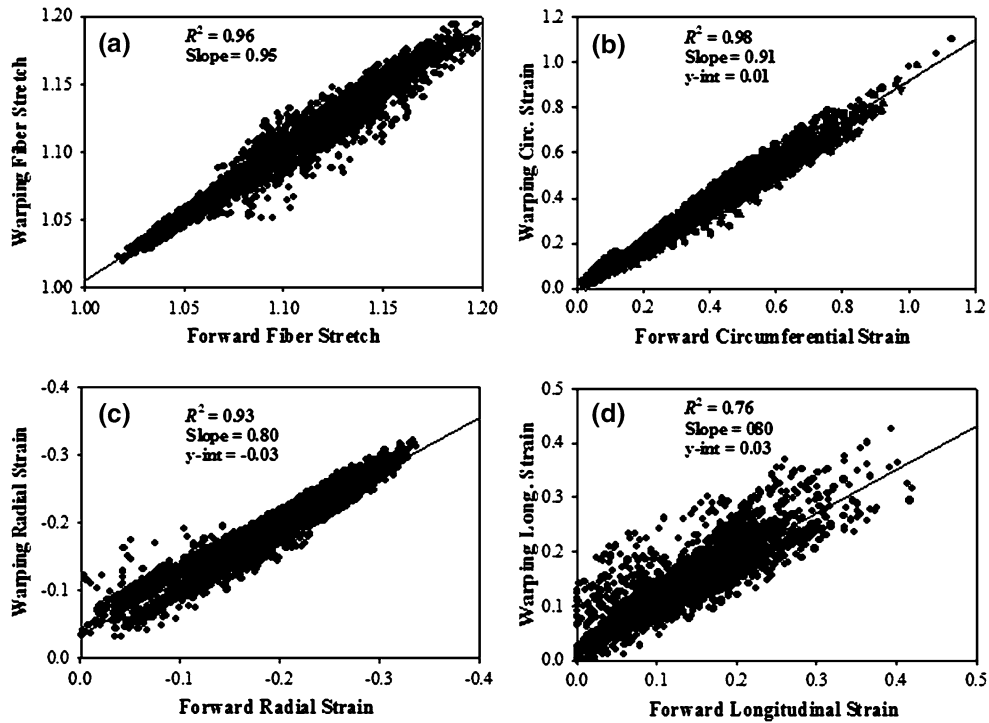 (a)
R² = 0.96
Slope = 0.95
Warping Fiber Stretch
1.20
1.15
1.10
1.05
1.00
1.00 1.05 1.10 1.15 1.20
Forward Fiber Stretch
(b)
R² = 0.98
Slope = 0.91
y-int = 0.01
Warping Circ. Strain
1.2
1.0
0.8
0.6
0.4
0.2
0.0
0.0 0.2 0.4 0.6 0.8 1.0 1.2
Forward Circumferential Strain
(c)
R² = 0.93
Slope = 0.80
y-int = -0.03
Warping Radial Strain
-0.4
-0.3
-0.2
-0.1
0.0
0.0 -0.1 -0.2 -0.3 -0.4
Forward Radial Strain
(d)
R² = 0.76
Slope = 080
y-int = 0.03
Warping Long. Strain
0.5
0.4
0.3
0.2
0.1
0.0
0.0 0.1 0.2 0.3 0.4 0.5
Forward Longitudinal Strain